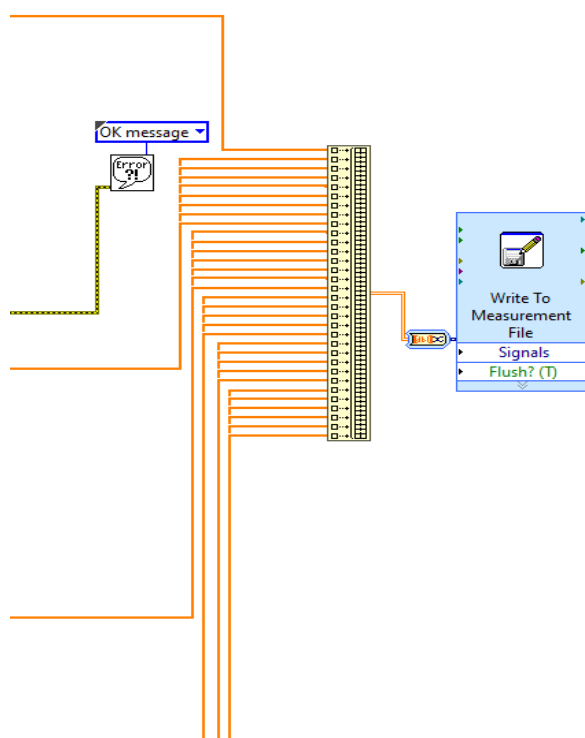 OK message
Error
?!
Write To
Measurement
File
Signals
Flush? (T)